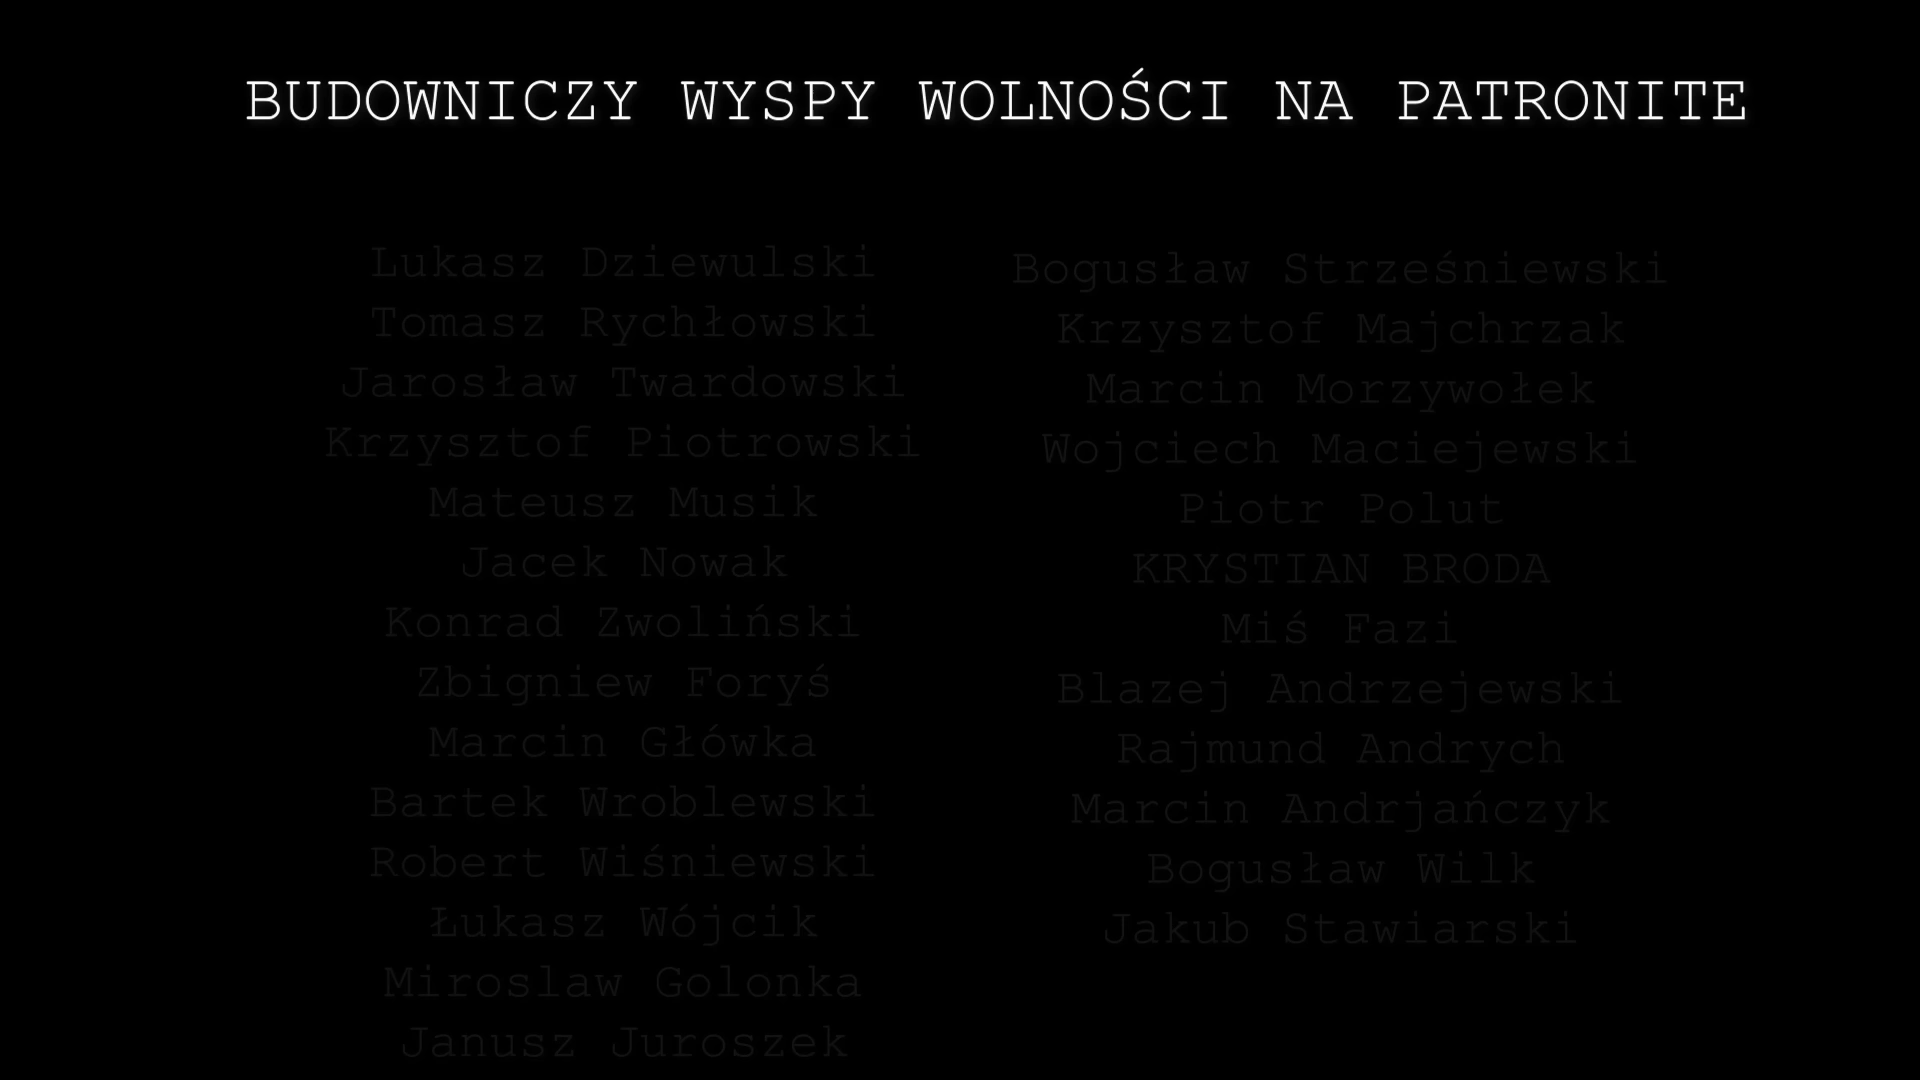 BUDOWNICZY WYSPY WOLNOŚCI NA PATRONITE
Lukasz Dziewulski
Tomasz Rychłowski
Jarosław Twardowski
Krzysztof Piotrowski
Mateusz Musik
Jacek Nowak
Konrad Zwoliński
Zbigniew Foryś
Marcin Główka
Bartek Wroblewski
Robert Wiśniewski
Łukasz Wójcik
Miroslaw Golonka
Janusz Juroszek
Bogusław Strześniewski
Krzysztof Majchrzak
Marcin Morzywołek
Wojciech Maciejewski
Piotr Polut
KRYSTIAN BRODA
Miś Fazi
Blazej Andrzejewski
Rajmund Andrych
Marcin Andrjańczyk
Bogusław Wilk
Jakub Stawiarski